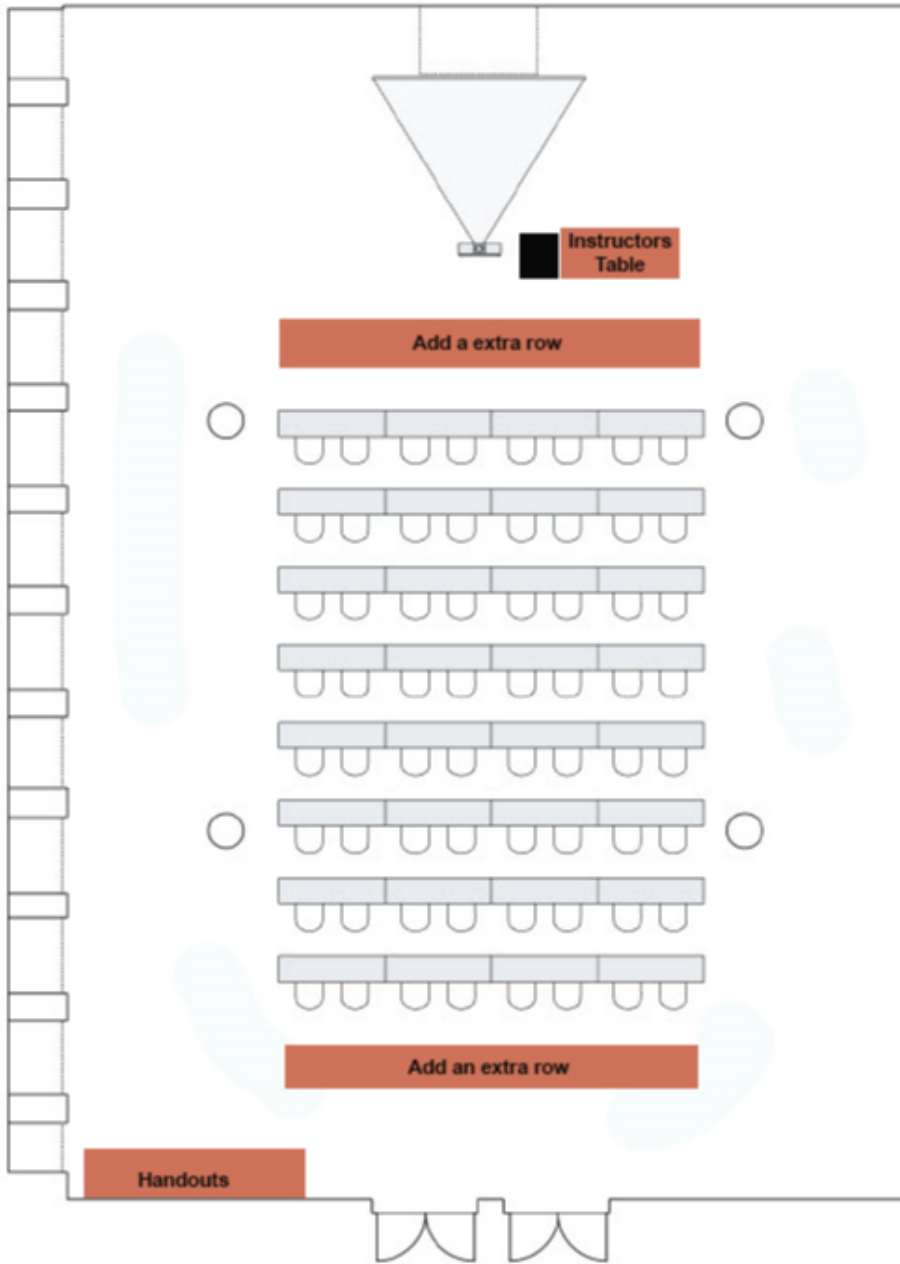 Instructors
Table
Add a extra row
Add an extra row
Handouts